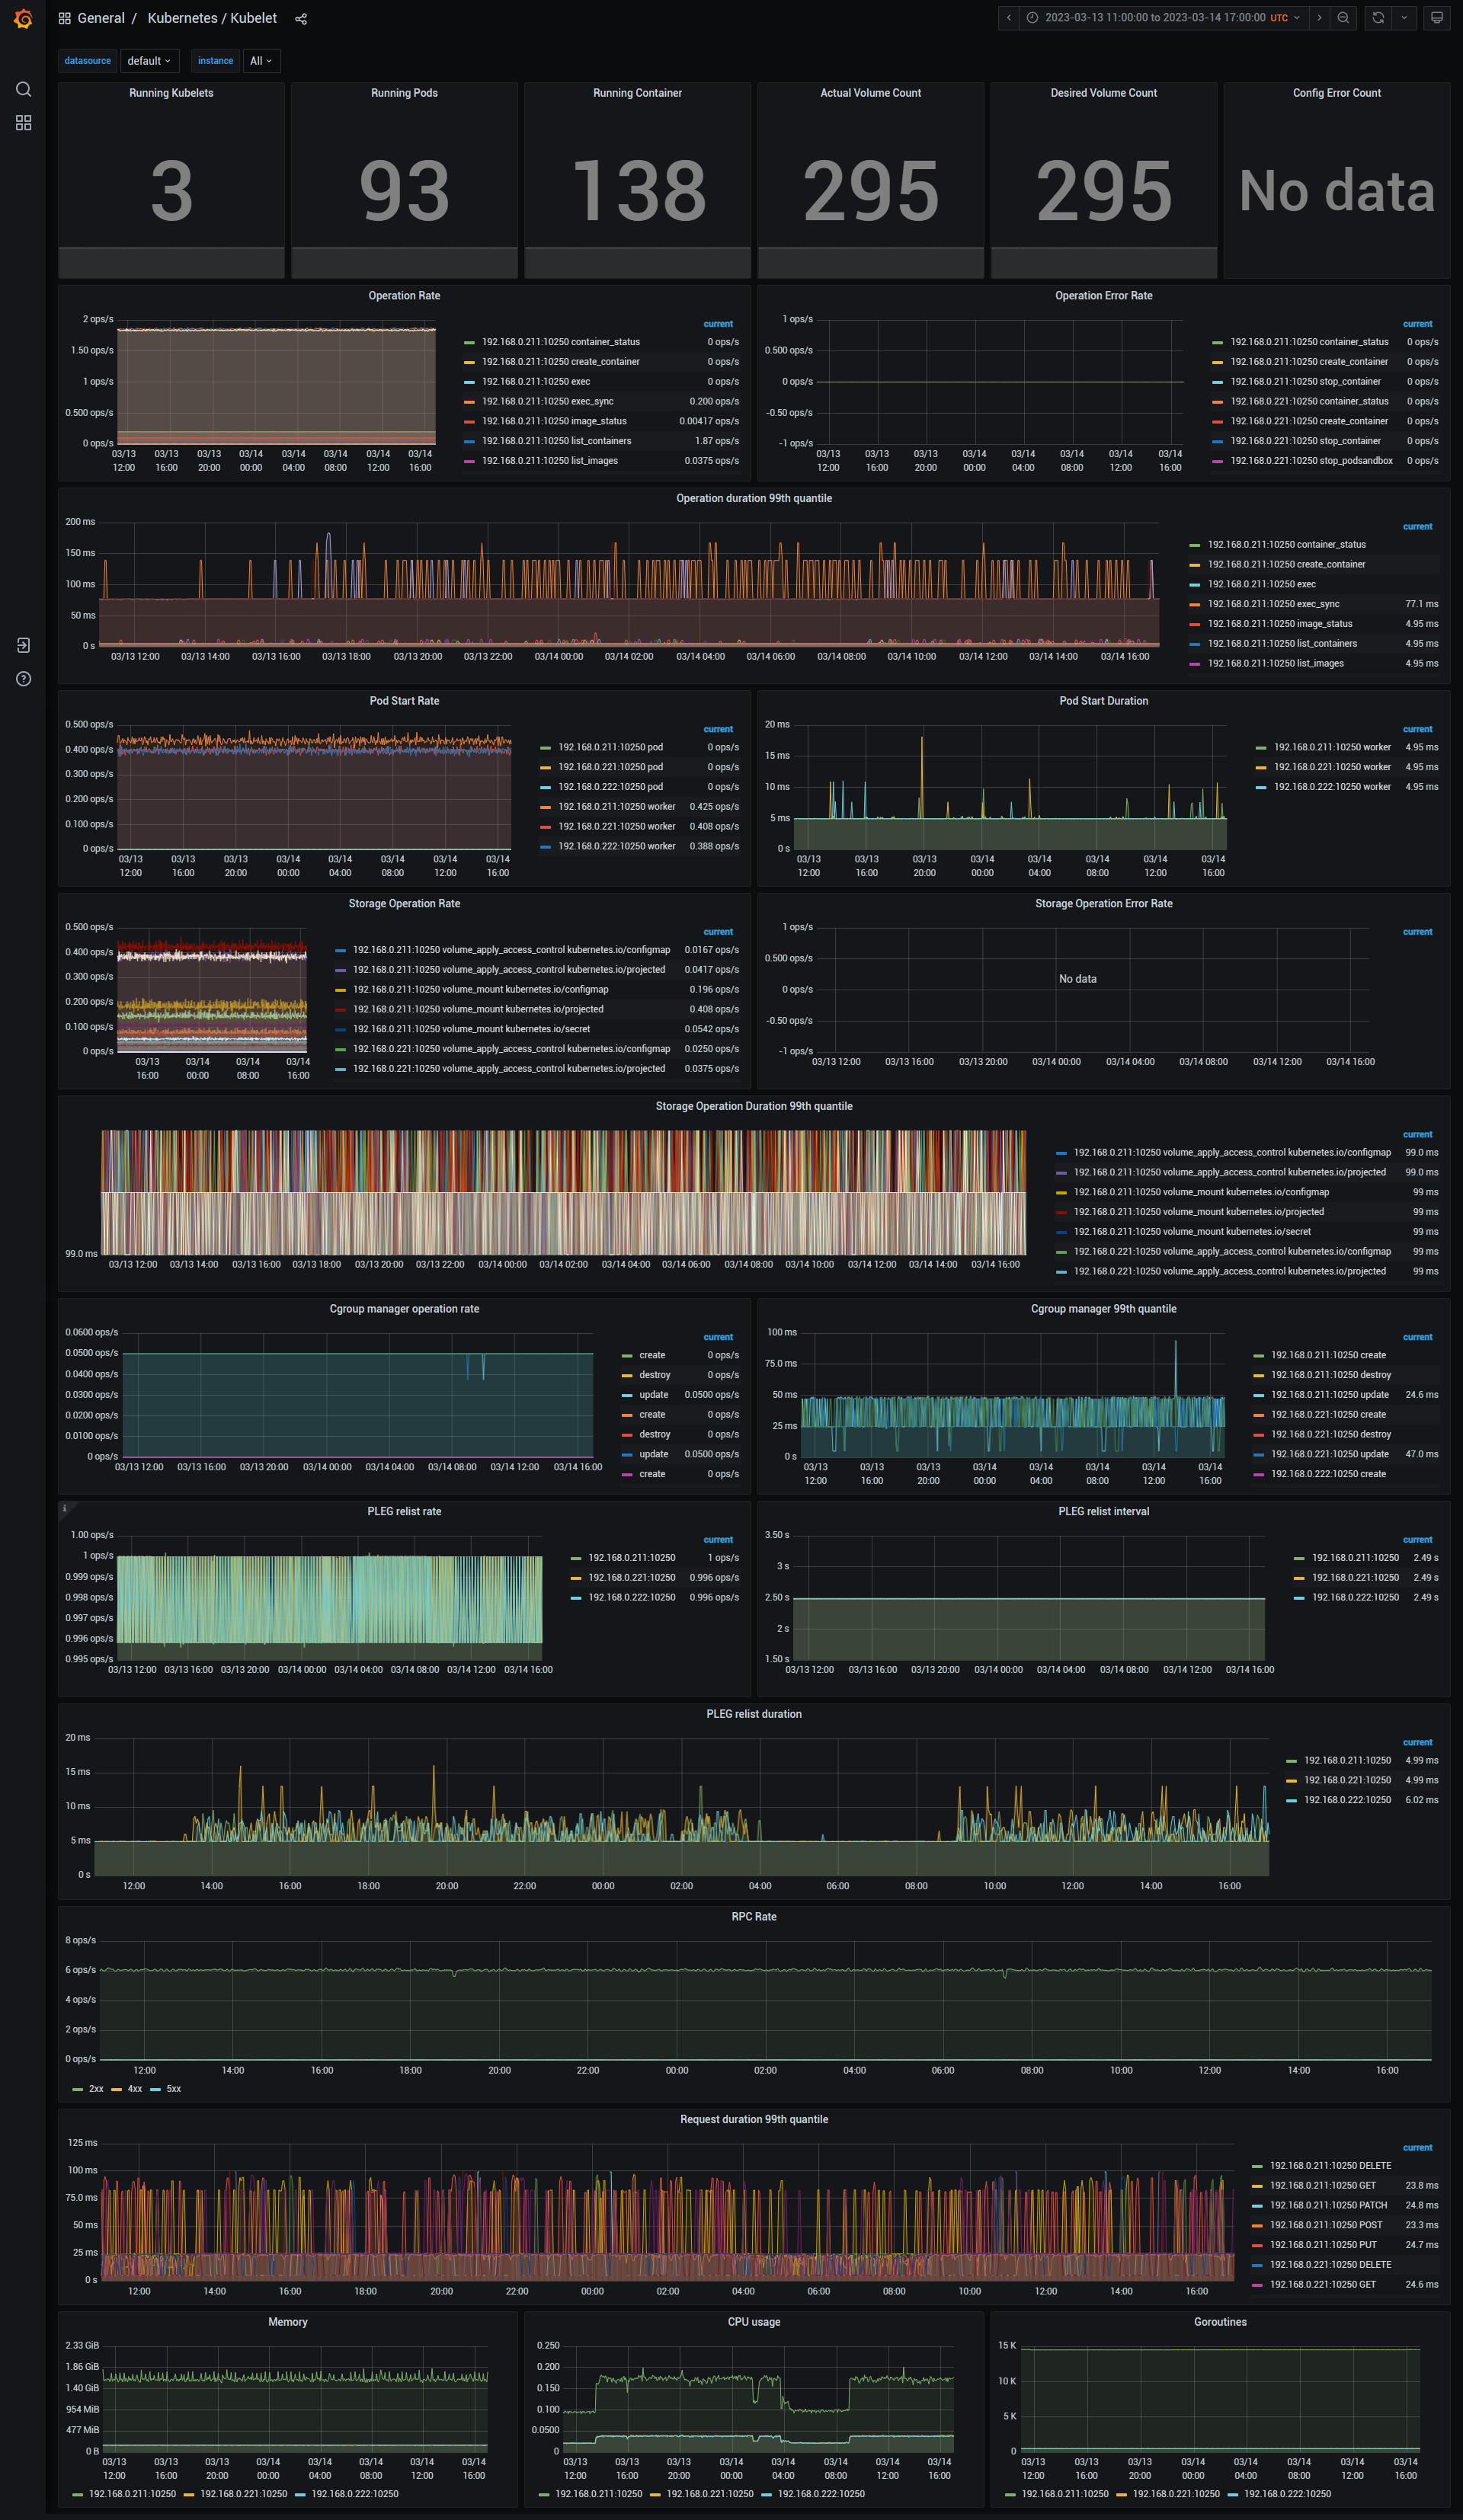 General / Kubernetes / Kubelet
2023-03-13 11:00:00 to 2023-03-14 17:00:00 UTC
datasource default instance All
Running Kubelets
3
Running Pods
93
Running Container
138
Actual Volume Count
295
Desired Volume Count
295
Config Error Count
No data
Operation Rate
2 ops/s
1.50 ops/s
1 ops/s
0.500 ops/s
0 ops/s
03/13 03/13 03/13 03/14 03/14 03/14 03/14 03/14
12:00 16:00 20:00 00:00 04:00 08:00 12:00 16:00
current
192.168.0.211:10250 container_status 0 ops/s
192.168.0.211:10250 create_container 0 ops/s
192.168.0.211:10250 exec 0 ops/s
192.168.0.211:10250 exec_sync 0.200 ops/s
192.168.0.211:10250 image_status 0.00417 ops/s
192.168.0.211:10250 list_containers 1.87 ops/s
192.168.0.211:10250 list_images 0.0375 ops/s
Operation Error Rate
1 ops/s
0.500 ops/s
0 ops/s
-0.50 ops/s
-1 ops/s
03/13 03/13 03/13 03/14 03/14 03/14 03/14 03/14
12:00 16:00 20:00 00:00 04:00 08:00 12:00 16:00
current
192.168.0.211:10250 container_status 0 ops/s
192.168.0.211:10250 create_container 0 ops/s
192.168.0.211:10250 stop_container 0 ops/s
192.168.0.221:10250 container_status 0 ops/s
192.168.0.221:10250 create_container 0 ops/s
192.168.0.221:10250 stop_container 0 ops/s
192.168.0.221:10250 stop_podsandbox 0 ops/s
Operation duration 99th quantile
200 ms
150 ms
100 ms
50 ms
0 s
03/13 12:00 03/13 14:00 03/13 16:00 03/13 18:00 03/13 20:00 03/13 22:00 03/14 00:00 03/14 02:00 03/14 04:00 03/14 06:00 03/14 08:00 03/14 10:00 03/14 12:00 03/14 14:00 03/14 16:00
current
192.168.0.211:10250 container_status
192.168.0.211:10250 create_container
192.168.0.211:10250 exec
192.168.0.211:10250 exec_sync 77.1 ms
192.168.0.211:10250 image_status 4.95 ms
192.168.0.211:10250 list_containers 4.95 ms
192.168.0.211:10250 list_images 4.95 ms
Pod Start Rate
0.500 ops/s
0.400 ops/s
0.300 ops/s
0.200 ops/s
0.100 ops/s
0 ops/s
03/13 03/13 03/13 03/14 03/14 03/14 03/14 03/14
12:00 16:00 20:00 00:00 04:00 08:00 12:00 16:00
current
192.168.0.211:10250 pod 0 ops/s
192.168.0.221:10250 pod 0 ops/s
192.168.0.222:10250 pod 0 ops/s
192.168.0.211:10250 worker 0.425 ops/s
192.168.0.221:10250 worker 0.408 ops/s
192.168.0.222:10250 worker 0.388 ops/s
Pod Start Duration
20 ms
15 ms
10 ms
5 ms
0 s
03/13 03/13 03/13 03/14 03/14 03/14 03/14 03/14
12:00 16:00 20:00 00:00 04:00 08:00 12:00 16:00
current
192.168.0.211:10250 worker 4.95 ms
192.168.0.221:10250 worker 4.95 ms
192.168.0.222:10250 worker 4.95 ms
Storage Operation Rate
0.500 ops/s
0.400 ops/s
0.300 ops/s
0.200 ops/s
0.100 ops/s
0 ops/s
03/13 03/14 03/14 03/14
16:00 00:00 08:00 16:00
current
192.168.0.211:10250 volume_apply_access_control kubernetes.io/configmap 0.0167 ops/s
192.168.0.211:10250 volume_apply_access_control kubernetes.io/projected 0.0417 ops/s
192.168.0.211:10250 volume_mount kubernetes.io/configmap 0.196 ops/s
192.168.0.211:10250 volume_mount kubernetes.io/projected 0.408 ops/s
192.168.0.211:10250 volume_mount kubernetes.io/secret 0.0542 ops/s
192.168.0.221:10250 volume_apply_access_control kubernetes.io/configmap 0.0250 ops/s
192.168.0.221:10250 volume_apply_access_control kubernetes.io/projected 0.0375 ops/s
Storage Operation Error Rate
1 ops/s
0.500 ops/s
0 ops/s
-0.50 ops/s
-1 ops/s
No data
03/13 12:00 03/13 16:00 03/13 20:00 03/14 00:00 03/14 04:00 03/14 08:00 03/14 12:00 03/14 16:00
current
Storage Operation Duration 99th quantile
99.0 ms
03/13 12:00 03/13 14:00 03/13 16:00 03/13 18:00 03/13 20:00 03/13 22:00 03/14 00:00 03/14 02:00 03/14 04:00 03/14 06:00 03/14 08:00 03/14 10:00 03/14 12:00 03/14 14:00 03/14 16:00
current
192.168.0.211:10250 volume_apply_access_control kubernetes.io/configmap 99.0 ms
192.168.0.211:10250 volume_apply_access_control kubernetes.io/projected 99.0 ms
192.168.0.211:10250 volume_mount kubernetes.io/configmap 99 ms
192.168.0.211:10250 volume_mount kubernetes.io/projected 99 ms
192.168.0.211:10250 volume_mount kubernetes.io/secret 99 ms
192.168.0.221:10250 volume_apply_access_control kubernetes.io/configmap 99 ms
192.168.0.221:10250 volume_apply_access_control kubernetes.io/projected 99 ms
Cgroup manager operation rate
0.0600 ops/s
0.0500 ops/s
0.0400 ops/s
0.0300 ops/s
0.0200 ops/s
0.0100 ops/s
0 ops/s
03/13 12:00 03/13 16:00 03/13 20:00 03/14 00:00 03/14 04:00 03/14 08:00 03/14 12:00 03/14 16:00
current
create 0 ops/s
destroy 0 ops/s
update 0.0500 ops/s
create 0 ops/s
destroy 0 ops/s
update 0.0500 ops/s
create 0 ops/s
Cgroup manager 99th quantile
100 ms
75.0 ms
50 ms
25 ms
0 s
03/13 03/13 03/13 03/14 03/14 03/14 03/14 03/14
12:00 16:00 20:00 00:00 04:00 08:00 12:00 16:00
current
192.168.0.211:10250 create
192.168.0.211:10250 destroy
192.168.0.211:10250 update 24.6 ms
192.168.0.221:10250 create
192.168.0.221:10250 destroy
192.168.0.221:10250 update 47.0 ms
192.168.0.222:10250 create
PLEG relist rate
1.00 ops/s
1 ops/s
0.999 ops/s
0.998 ops/s
0.997 ops/s
0.996 ops/s
0.995 ops/s
03/13 12:00 03/13 16:00 03/13 20:00 03/14 00:00 03/14 04:00 03/14 08:00 03/14 12:00 03/14 16:00
current
192.168.0.211:10250 1 ops/s
192.168.0.221:10250 0.996 ops/s
192.168.0.222:10250 0.996 ops/s
PLEG relist interval
3.50 s
3 s
2.50 s
2 s
1.50 s
03/13 12:00 03/13 16:00 03/13 20:00 03/14 00:00 03/14 04:00 03/14 08:00 03/14 12:00 03/14 16:00
current
192.168.0.211:10250 2.49 s
192.168.0.221:10250 2.49 s
192.168.0.222:10250 2.49 s
PLEG relist duration
20 ms
15 ms
10 ms
5 ms
0 s
12:00 14:00 16:00 18:00 20:00 22:00 00:00 02:00 04:00 06:00 08:00 10:00 12:00 14:00 16:00
current
192.168.0.211:10250 4.99 ms
192.168.0.221:10250 4.99 ms
192.168.0.222:10250 6.02 ms
RPC Rate
8 ops/s
6 ops/s
4 ops/s
2 ops/s
0 ops/s
12:00 14:00 16:00 18:00 20:00 22:00 00:00 02:00 04:00 06:00 08:00 10:00 12:00 14:00 16:00
2xx 4xx 5xx
Request duration 99th quantile
125 ms
100 ms
75.0 ms
50 ms
25 ms
0 s
12:00 14:00 16:00 18:00 20:00 22:00 00:00 02:00 04:00 06:00 08:00 10:00 12:00 14:00 16:00
current
192.168.0.211:10250 DELETE
192.168.0.211:10250 GET 23.8 ms
192.168.0.211:10250 PATCH 24.8 ms
192.168.0.211:10250 POST 23.3 ms
192.168.0.211:10250 PUT 24.7 ms
192.168.0.221:10250 DELETE
192.168.0.221:10250 GET 24.6 ms
Memory
2.33 GiB
1.86 GiB
1.40 GiB
954 MiB
477 MiB
0 B
03/13 03/13 03/13 03/14 03/14 03/14 03/14 03/14
12:00 16:00 20:00 00:00 04:00 08:00 12:00 16:00
192.168.0.211:10250 192.168.0.221:10250 192.168.0.222:10250
CPU usage
0.250
0.200
0.150
0.100
0.0500
0
03/13 03/13 03/13 03/14 03/14 03/14 03/14 03/14
12:00 16:00 20:00 00:00 04:00 08:00 12:00 16:00
192.168.0.211:10250 192.168.0.221:10250 192.168.0.222:10250
Goroutines
15 K
10 K
5 K
0
03/13 03/13 03/13 03/14 03/14 03/14 03/14 03/14
12:00 16:00 20:00 00:00 04:00 08:00 12:00 16:00
192.168.0.211:10250 192.168.0.221:10250 192.168.0.222:10250